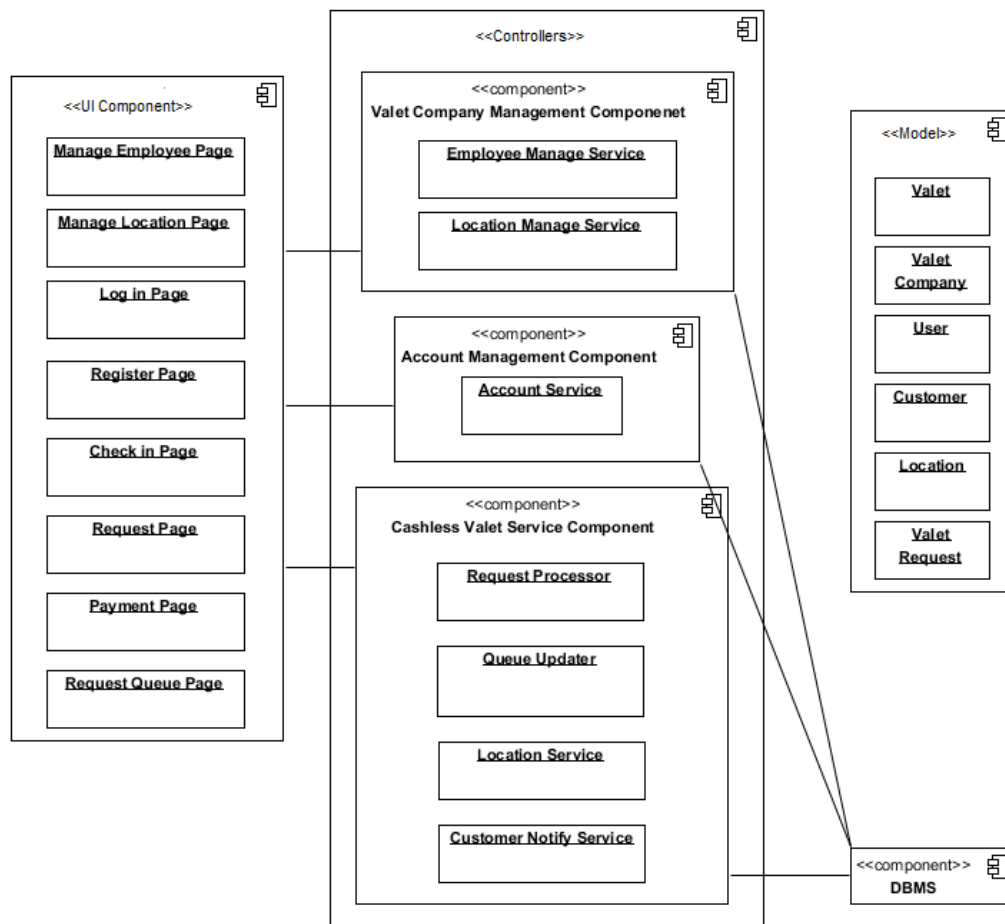 <<UI Component>>
Manage Employee Page
Manage Location Page
Log in Page
Register Page
Check in Page
Request Page
Payment Page
Request Queue Page
<<Controllers>>
<<component>>
Valet Company Management Componenet
Employee Manage Service
Location Manage Service
<<component>>
Account Management Component
Account Service
<<component>>
Cashless Valet Service Component
Request Processor
Queue Updater
Location Service
Customer Notify Service
<<Model>>
Valet
Valet
Company
User
Customer
Location
Valet
Request
<<component>>
DBMS